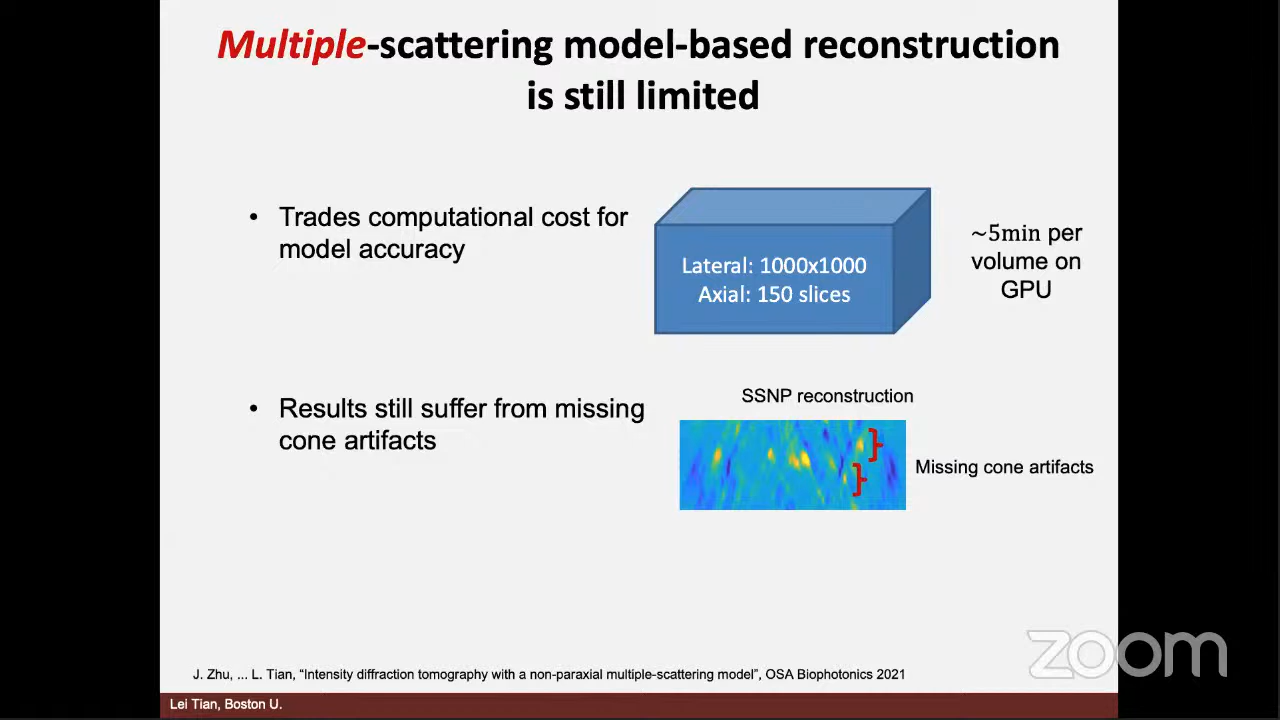 Multiple-scattering model-based reconstruction
is still limited
• Trades computational cost for
model accuracy
Lateral: 1000x1000
Axial: 150 slices
~5min per
volume on
GPU
• Results still suffer from missing
cone artifacts
SSNP reconstruction
Missing cone artifacts
J. Zhu, ... L. Tian, “Intensity diffraction tomography with a non-paraxial multiple-scattering model”, OSA Biophotonics 2021
Lei Tian, Boston U.
zoom